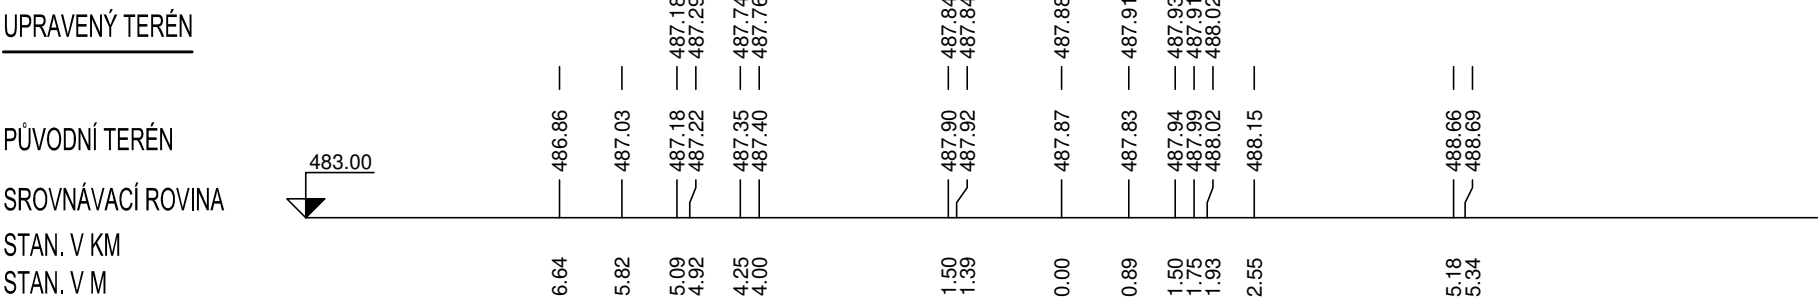 UPRAVENÝ TERÉN 487.18 487.29 487.74 487.76 487.84 487.84 487.88 487.91 487.93 487.91 488.02
PŮVODNÍ TERÉN 486.86 487.03 487.18 487.22 487.35 487.40 487.90 487.92 487.87 487.83 487.94 487.99 488.02 488.15 488.66 488.69
483.00
SROVNÁVACÍ ROVINA
STAN. V KM
STAN. V M 6.64 5.82 5.09 4.92 4.25 4.00 1.50 1.39 0.00 0.89 1.50 1.75 1.93 2.55 5.18 5.34